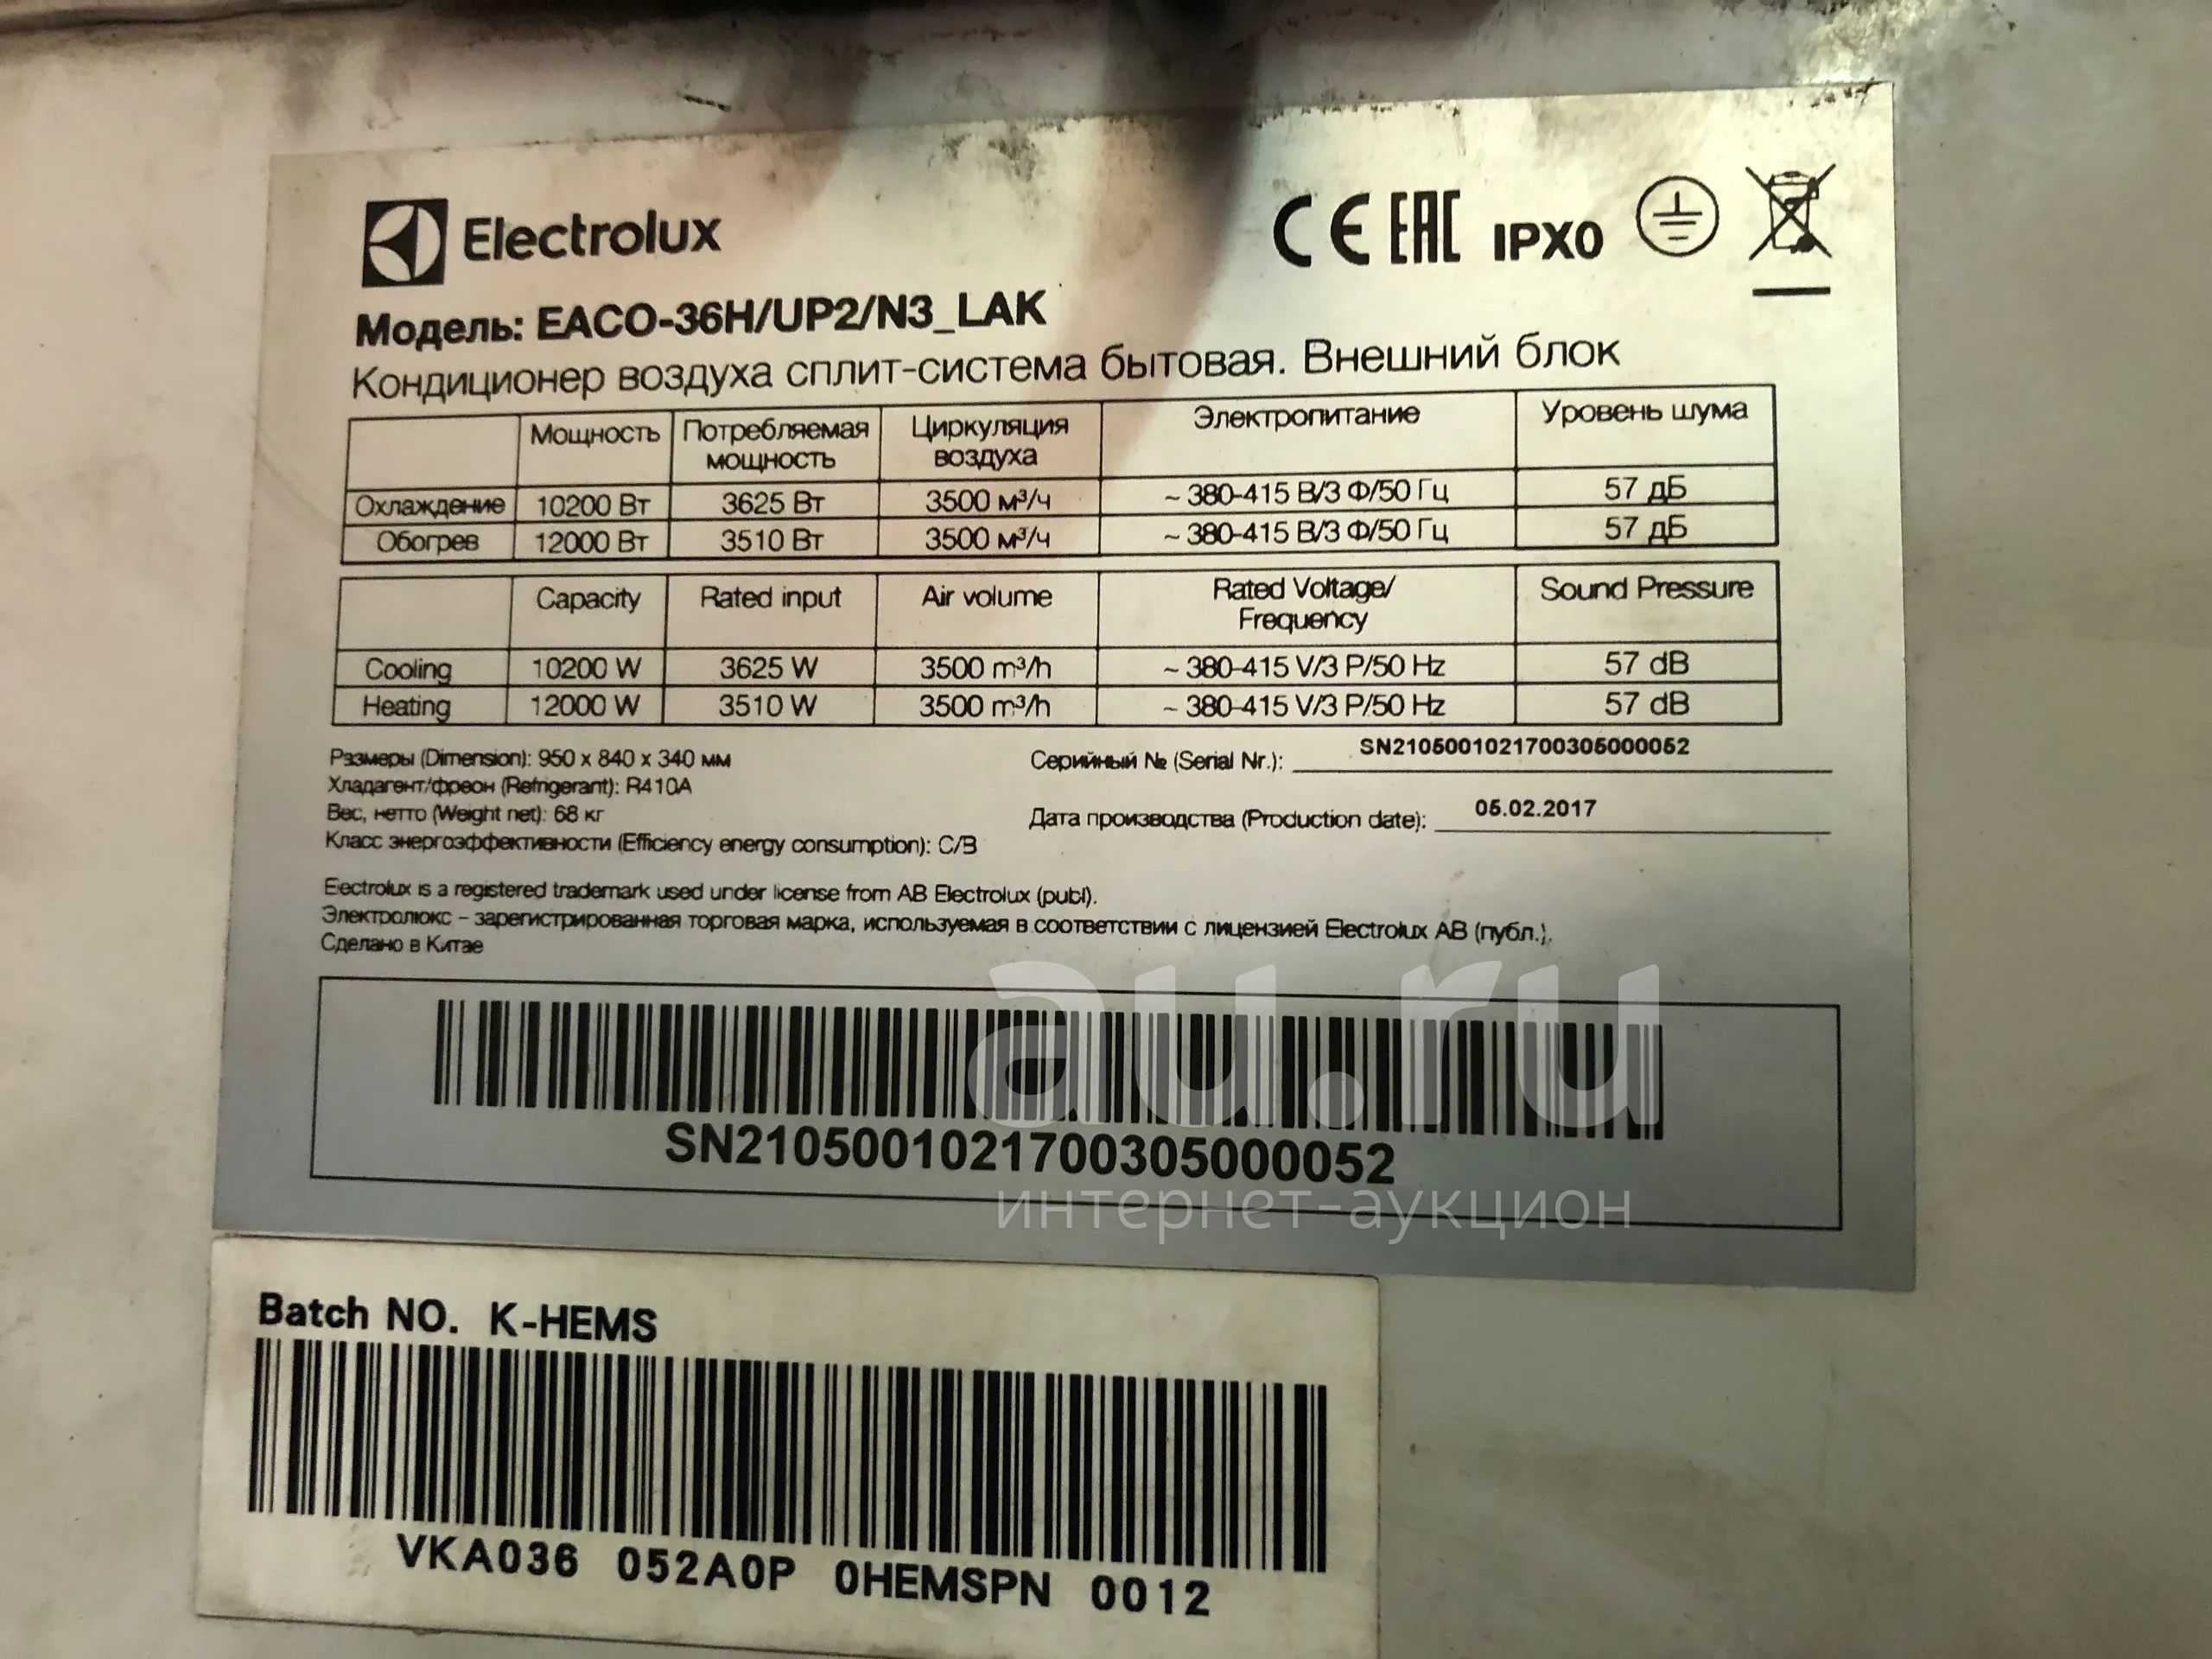 Electrolux
CE EAC IPX0
Модель: EACO-36H/UP2/N3_LAK
Кондиционер воздуха сплит-система бытовая. Внешний блок
Мощность Потребляемая мощность Циркуляция воздуха Электропитание Уровень шума
Охлаждение 10200 Вт 3625 Вт 3500 м³/ч ~ 380-415 В/3 Ф/50 Гц 57 дБ
Обогрев 12000 Вт 3510 Вт 3500 м³/ч ~ 380-415 В/3 Ф/50 Гц 57 дБ
Capacity Rated input Air volume Rated Voltage/ Frequency Sound Pressure
Cooling 10200 W 3625 W 3500 m³/h ~ 380-415 V/3 P/50 Hz 57 dB
Heating 12000 W 3510 W 3500 m³/h ~ 380-415 V/3 P/50 Hz 57 dB
Размеры (Dimension): 950 x 840 x 340 мм
Хладагент/фреон (Refrigerant): R410A
Вес, нетто (Weight net): 68 кг
Класс энергоэффективности (Efficiency energy consumption): C/B
Серийный № (Serial Nr.): SN2105001021700305000052
Дата производства (Production date): 05.02.2017
Electrolux is a registered trademark used under license from AB Electrolux (publ).
Электролюкс – зарегистрированная торговая марка, используемая в соответствии с лицензией Electrolux AB (публ.).
Сделано в Китае
au.ru
SN2105001021700305000052
интернет-аукцион
Batch NO. K-HEMS
VKA036 052A0P 0HEMSPN 0012